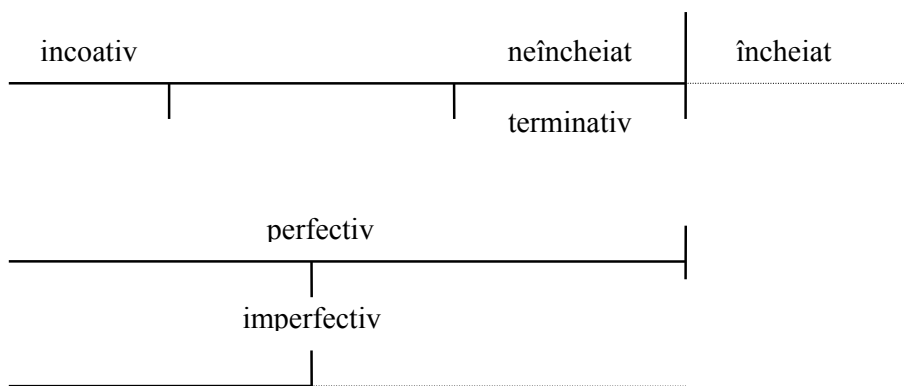 incoativ neîncheiat încheiat
terminativ
perfectiv
imperfectiv